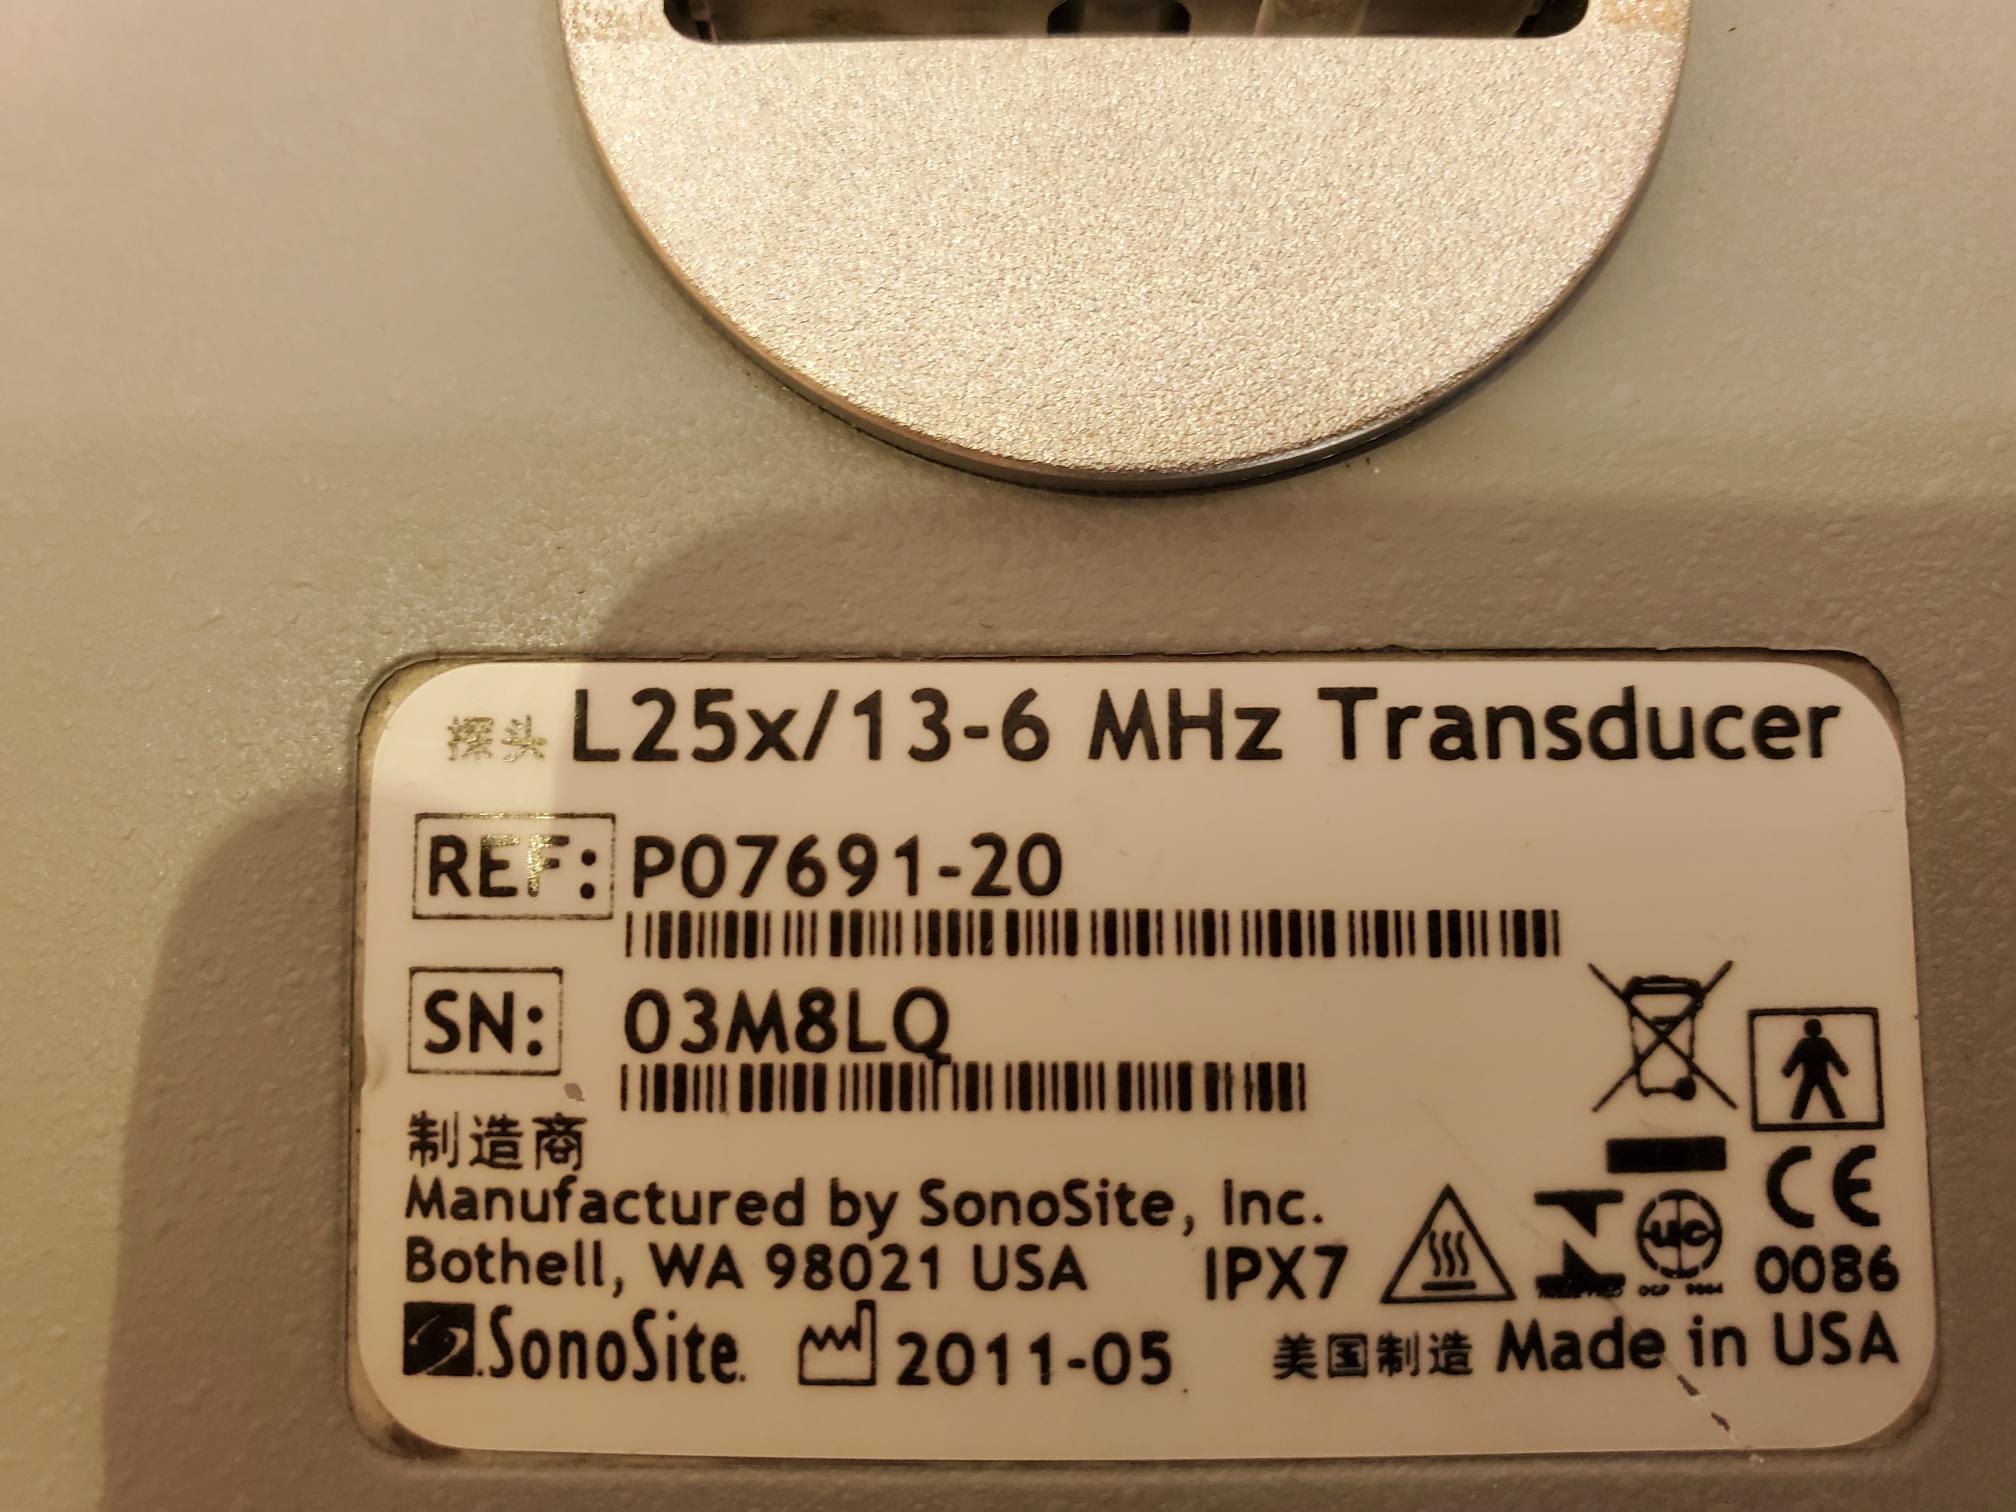 探头 L25x/13-6 MHz Transducer
REF: P07691-20
SN: 03M8LQ
制造商
Manufactured by SonoSite, Inc.
Bothell, WA 98021 USA IPX7
CE 0086
SonoSite. 2011-05 美国制造 Made in USA